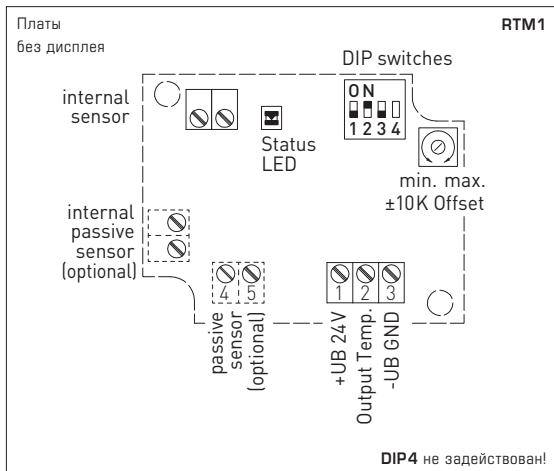 Платы
без дисплея
RTM1
DIP switches
internal
sensor
ON
1 2 3 4
Status
LED
min. max.
±10K Offset
internal
passive
sensor
(optional)
4 5
1 2 3
passive
sensor
(optional)
+UB 24V
Output Temp.
-UB GND
DIP4 не задействован!